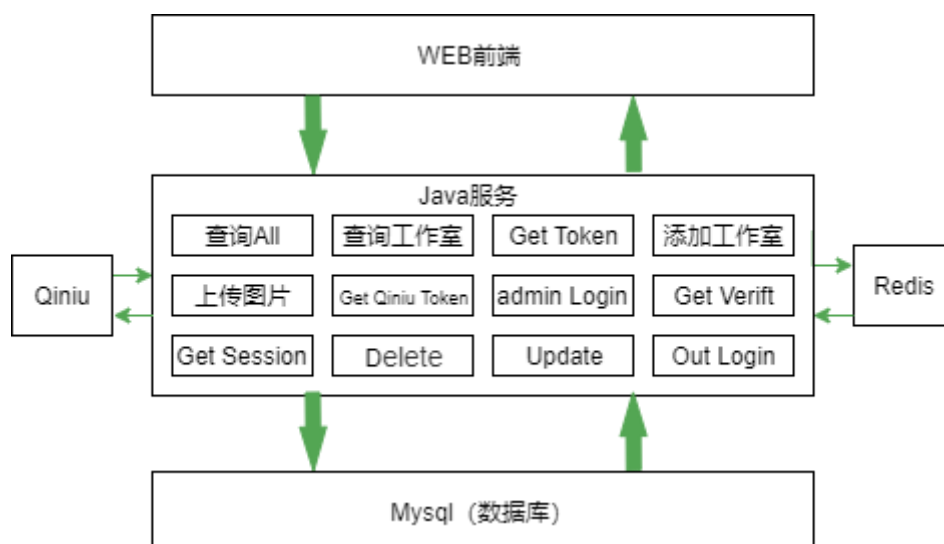 WEB前端
Java服务
查询All
查询工作室
Get Token
添加工作室
Qiniu
上传图片
Get Qiniu Token
admin Login
Get Verift
Redis
Get Session
Delete
Update
Out Login
Mysql（数据库）